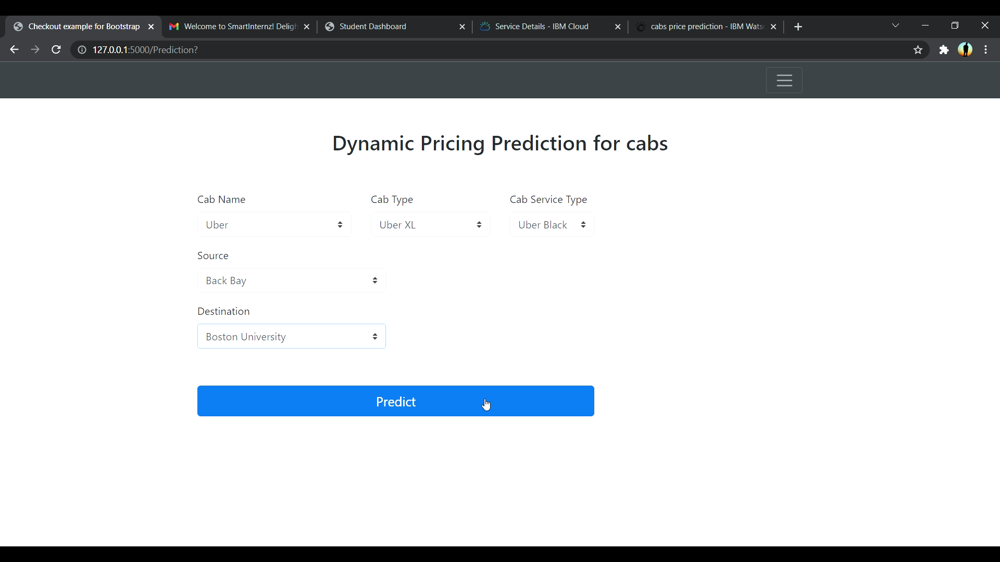 Checkout example for Bootstrap
Welcome to SmartInternz! Deligh
Student Dashboard
Service Details - IBM Cloud
cabs price prediction - IBM Wats
127.0.0.1:5000/Prediction?
Dynamic Pricing Prediction for cabs
Cab Name Cab Type Cab Service Type
Uber Uber XL Uber Black
Source
Back Bay
Destination
Boston University
Predict